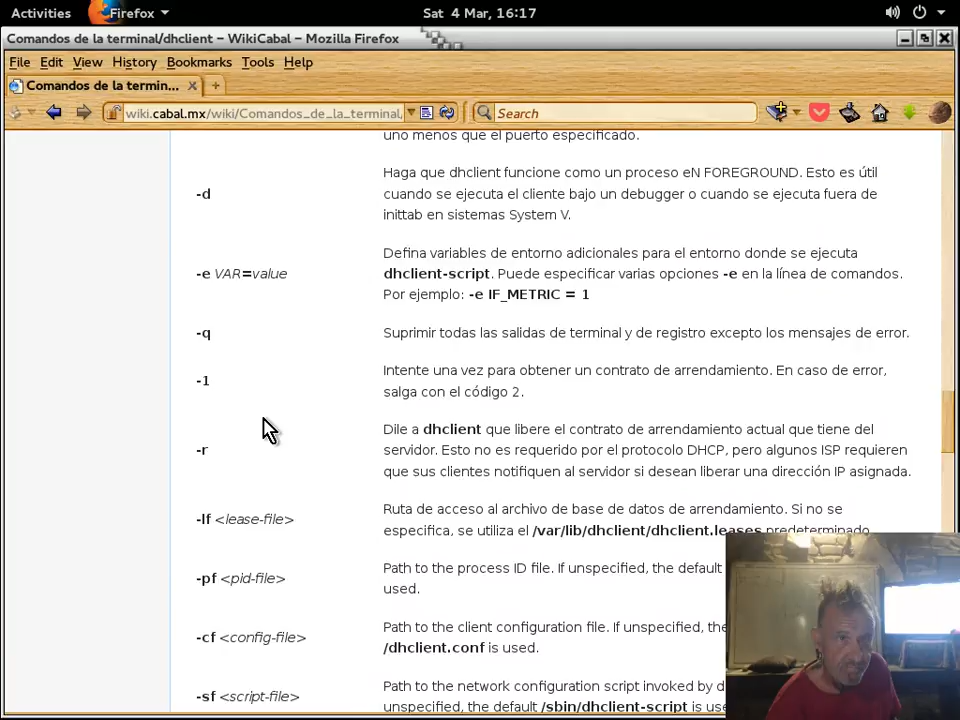 Activities
Firefox
Sat 4 Mar, 16:17
Comandos de la terminal/dhclient – WikiCabal – Mozilla Firefox
File Edit View History Bookmarks Tools Help
Comandos de la termin...
wiki.cabal.mx/wiki/Comandos_de_la_terminal,
Search
uno menos que el puerto especificado.
Haga que dhclient funcione como un proceso eN FOREGROUND. Esto es útil
-d
cuando se ejecuta el cliente bajo un debugger o cuando se ejecuta fuera de
inittab en sistemas System V.
Defina variables de entorno adicionales para el entorno donde se ejecuta
-e VAR=value
dhclient-script. Puede especificar varias opciones -e en la línea de comandos.
Por ejemplo: -e IF_METRIC = 1
-q
Suprimir todas las salidas de terminal y de registro excepto los mensajes de error.
Intente una vez para obtener un contrato de arrendamiento. En caso de error,
-1
salga con el código 2.
Dile a dhclient que libere el contrato de arrendamiento actual que tiene del
-r
servidor. Esto no es requerido por el protocolo DHCP, pero algunos ISP requieren
que sus clientes notifiquen al servidor si desean liberar una dirección IP asignada.
Ruta de acceso al archivo de base de datos de arrendamiento. Si no se
-lf <lease-file>
especifica, se utiliza el /var/lib/dhclient/dhclient.leases predeterminado
Path to the process ID file. If unspecified, the default
-pf <pid-file>
used.
Path to the client configuration file. If unspecified, the
-cf <config-file>
/dhclient.conf is used.
Path to the network configuration script invoked by d
-sf <script-file>
unspecified, the default /sbin/dhclient-script is use